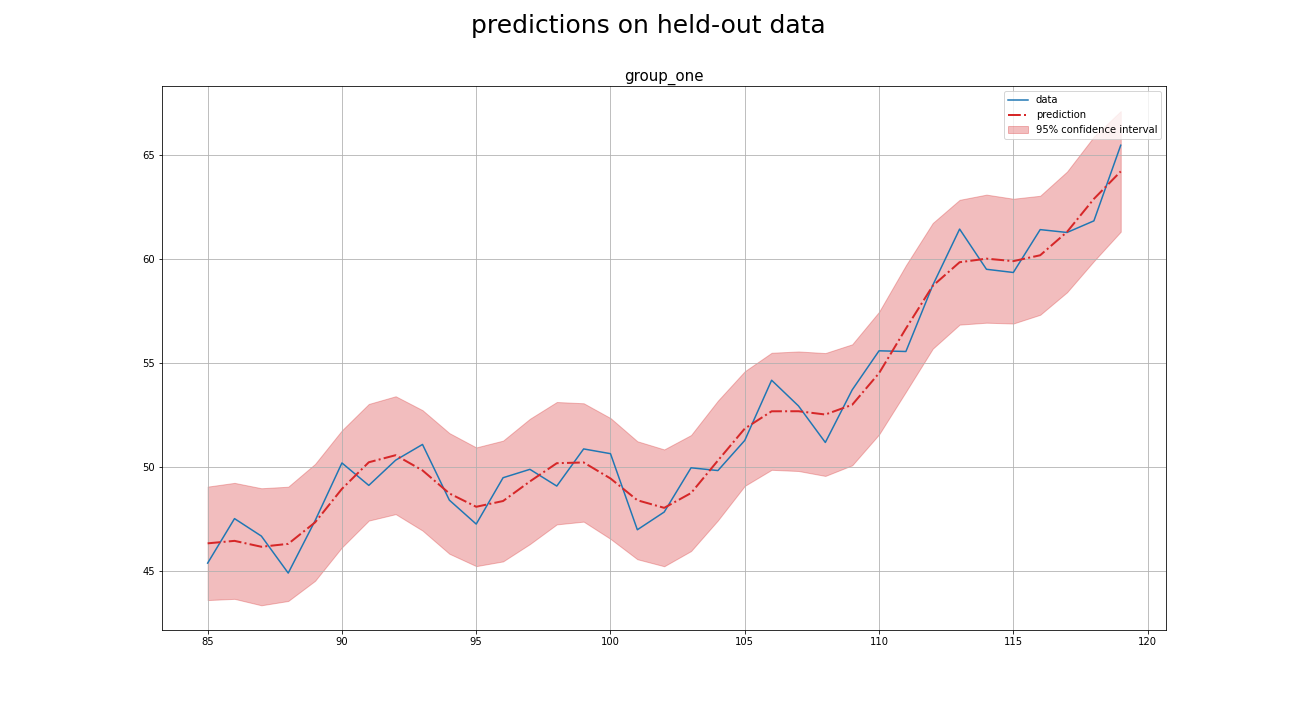 predictions on held-out data
group_one
data
prediction
95% confidence interval
65
60
55
50
45
85 90 95 100 105 110 115 120